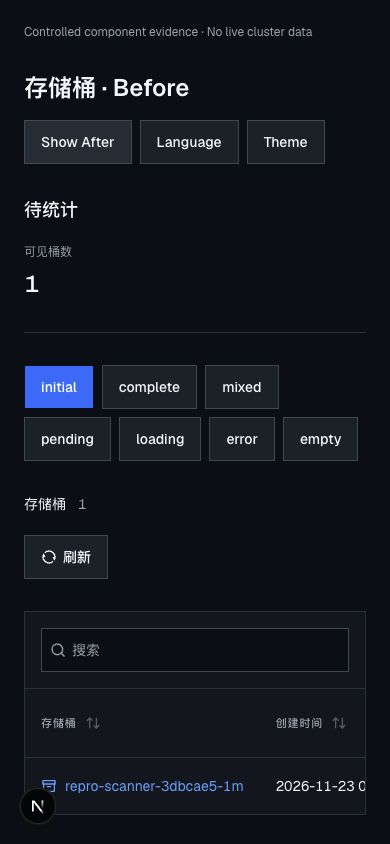 Controlled component evidence · No live cluster data
存储桶 · Before
Show After Language Theme
待统计
可见桶数
1
initial complete mixed
pending loading error empty
存储桶 1
刷新
搜索
存储桶 创建时间
repro-scanner-3dbcae5-1m 2026-11-23 0
N